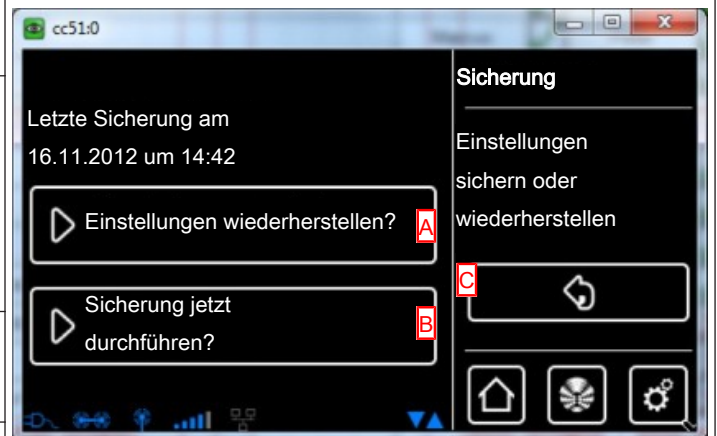 cc51:0
Letzte Sicherung am
16.11.2012 um 14:42
Einstellungen wiederherstellen?
A
Sicherung jetzt
durchführen?
B
Sicherung
Einstellungen
sichern oder
wiederherstellen
C